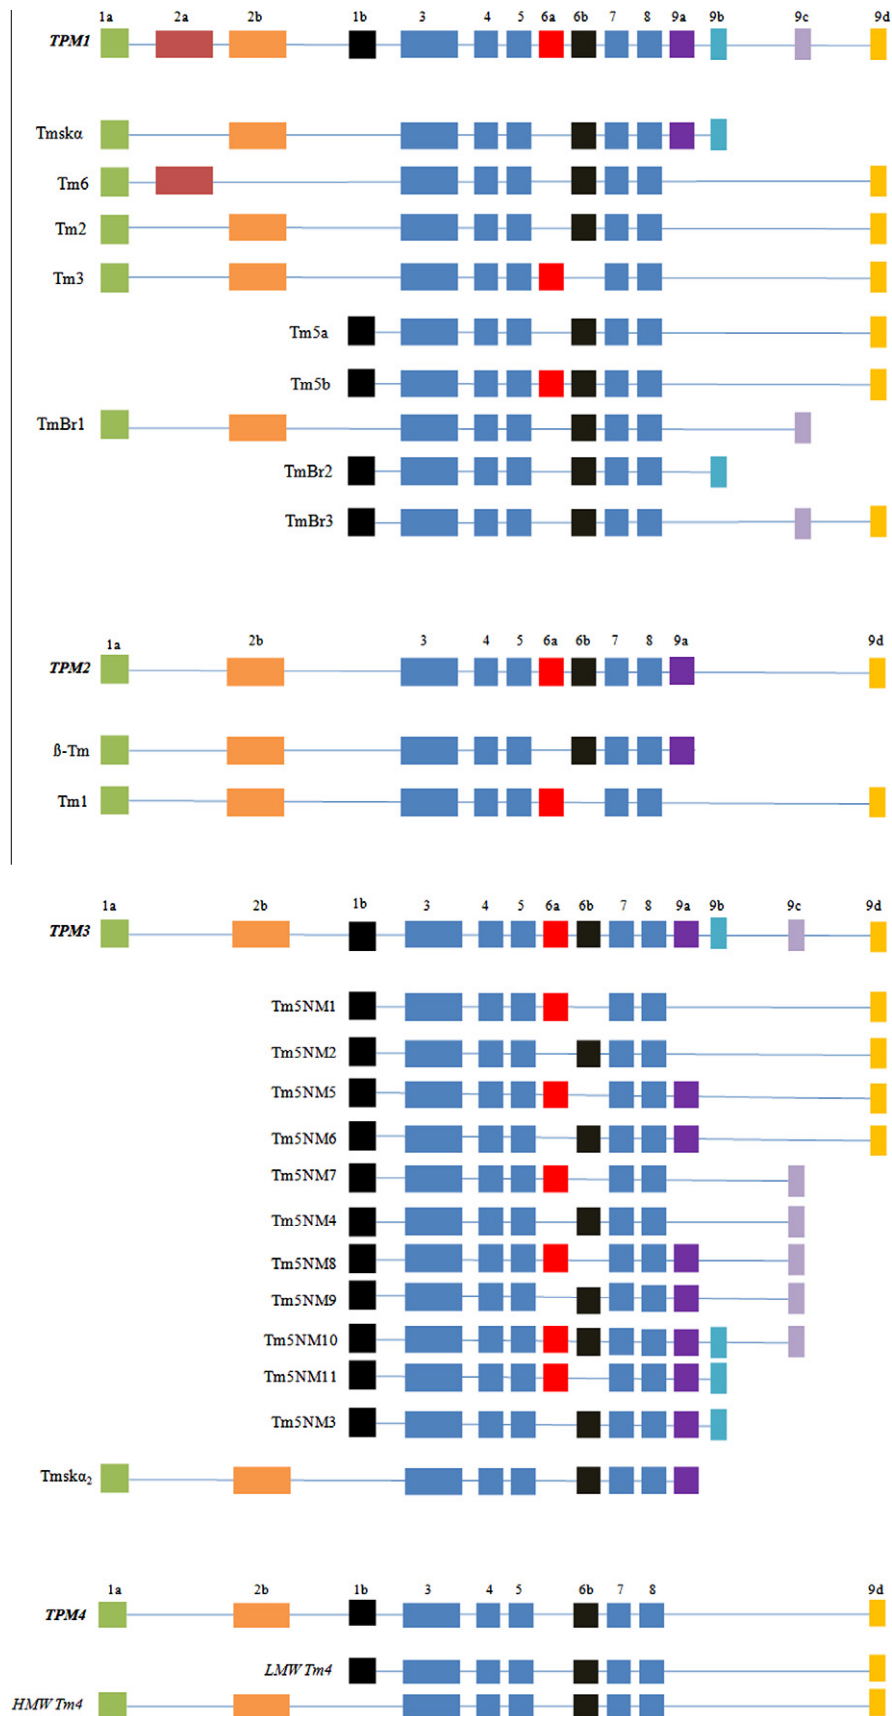 1a 2a 2b 1b 3 4 5 6a 6b 7 8 9a 9b 9c 9d
TPM1
Tmskα
Tm6
Tm2
Tm3
Tm5a
Tm5b
TmBr1
TmBr2
TmBr3
1a 2b 3 4 5 6a 6b 7 8 9a 9d
TPM2
ß-Tm
Tm1
1a 2b 1b 3 4 5 6a 6b 7 8 9a 9b 9c 9d
TPM3
Tm5NM1
Tm5NM2
Tm5NM5
Tm5NM6
Tm5NM7
Tm5NM4
Tm5NM8
Tm5NM9
Tm5NM10
Tm5NM11
Tm5NM3
Tmskα₂
1a 2b 1b 3 4 5 6b 7 8 9d
TPM4
LMW Tm4
HMW Tm4